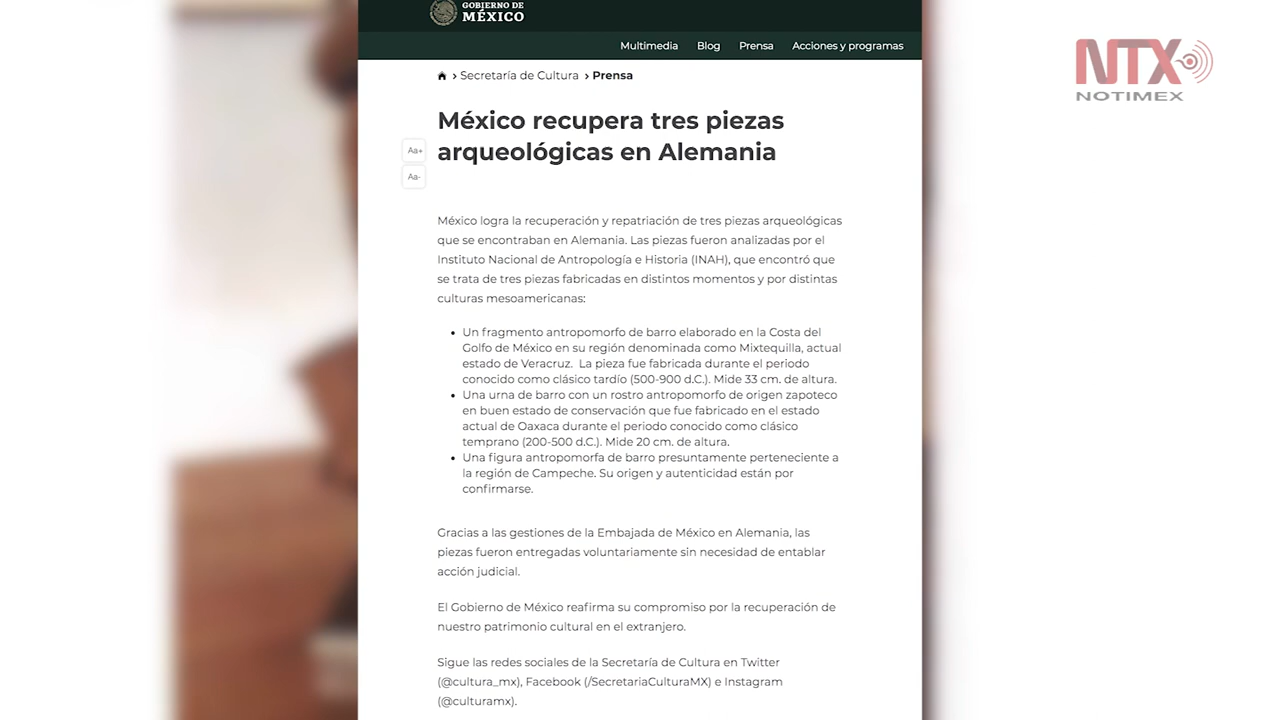 GOBIERNO DE
MÉXICO
Multimedia Blog Prensa Acciones y programas
NTX
NOTIMEX
› Secretaría de Cultura › Prensa
México recupera tres piezas
arqueológicas en Alemania
Aa+
Aa-
México logra la recuperación y repatriación de tres piezas arqueológicas
que se encontraban en Alemania. Las piezas fueron analizadas por el
Instituto Nacional de Antropología e Historia (INAH), que encontró que
se trata de tres piezas fabricadas en distintos momentos y por distintas
culturas mesoamericanas:
• Un fragmento antropomorfo de barro elaborado en la Costa del
Golfo de México en su región denominada como Mixtequilla, actual
estado de Veracruz. La pieza fue fabricada durante el periodo
conocido como clásico tardío (500-900 d.C.). Mide 33 cm. de altura.
• Una urna de barro con un rostro antropomorfo de origen zapoteco
en buen estado de conservación que fue fabricado en el estado
actual de Oaxaca durante el periodo conocido como clásico
temprano (200-500 d.C.). Mide 20 cm. de altura.
• Una figura antropomorfa de barro presuntamente perteneciente a
la región de Campeche. Su origen y autenticidad están por
confirmarse.
Gracias a las gestiones de la Embajada de México en Alemania, las
piezas fueron entregadas voluntariamente sin necesidad de entablar
acción judicial.
El Gobierno de México reafirma su compromiso por la recuperación de
nuestro patrimonio cultural en el extranjero.
Sigue las redes sociales de la Secretaría de Cultura en Twitter
(@cultura_mx), Facebook (/SecretariaCulturaMX) e Instagram
(@culturamx).